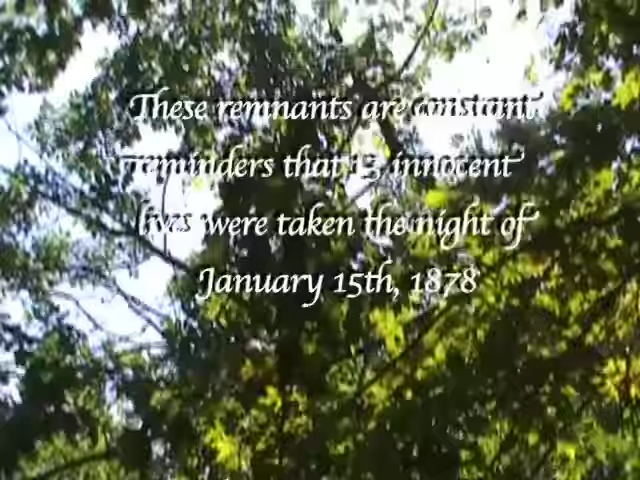 These remnants are constant
reminders that 13 innocent
lives were taken the night of
January 15th, 1878